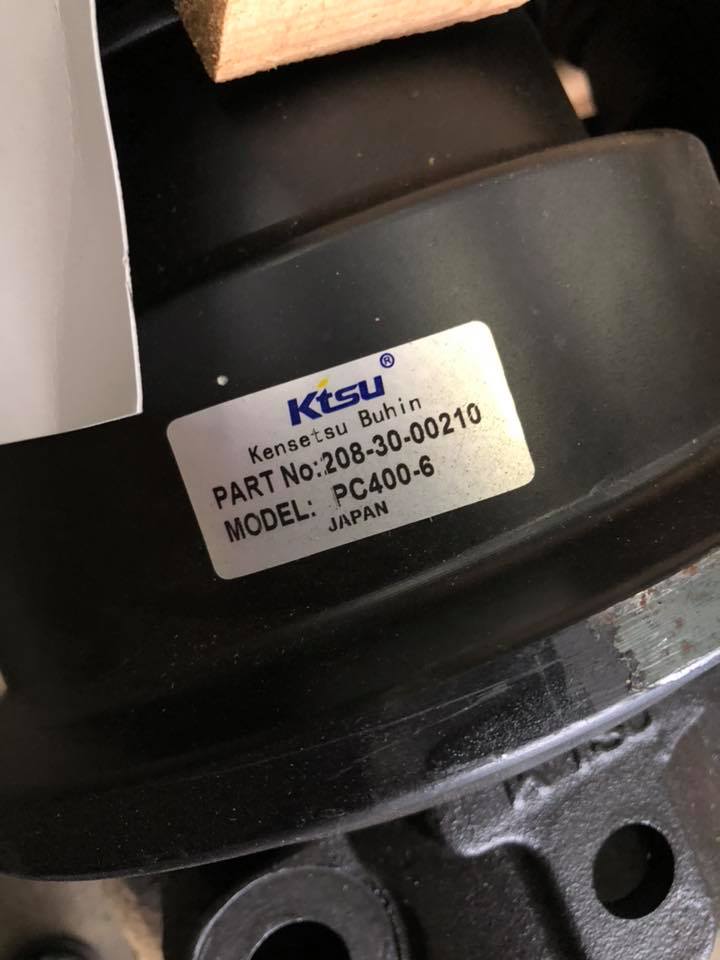 Ktsu®
Kensetsu Buhin
PART No:208-30-00210
MODEL: PC400-6
JAPAN